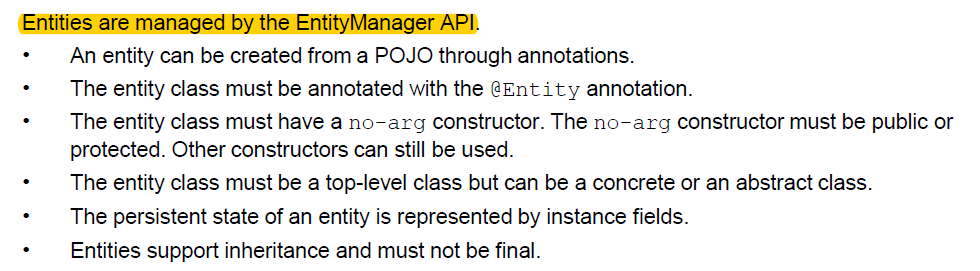 Entities are managed by the EntityManager API.
• An entity can be created from a POJO through annotations.
• The entity class must be annotated with the @Entity annotation.
• The entity class must have a no-arg constructor. The no-arg constructor must be public or
protected. Other constructors can still be used.
• The entity class must be a top-level class but can be a concrete or an abstract class.
• The persistent state of an entity is represented by instance fields.
• Entities support inheritance and must not be final.